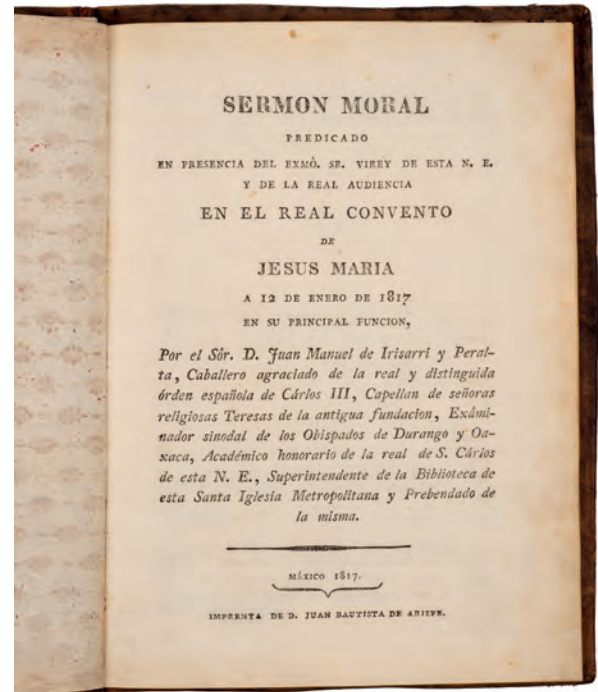 SERMON MORAL
PREDICADO
EN PRESENCIA DEL EXMÒ. SR. VIREY DE ESTA N. E.
Y DE LA REAL AUDIENCIA
EN EL REAL CONVENTO
DE
JESUS MARIA
A 12 DE ENERO DE 1817
EN SU PRINCIPAL FUNCION,
Por el Sór. D. Juan Manuel de Irisarri y Peral-
ta, Caballero agraciado de la real y distinguida
órden española de Cárlos III, Capellan de señoras
religiosas Teresas de la antigua fundacion, Exâmi-
nador sinodal de los Obispados de Durango y Oa-
xaca, Académico honorario de la real de S. Cárlos
de esta N. E., Superintendente de la Biblioteca de
esta Santa Iglesia Metropolitana y Prebendado de
la misma.
MÉXICO 1817.
IMPRENTA DE D. JUAN BAUTISTA DE ARIZPE.